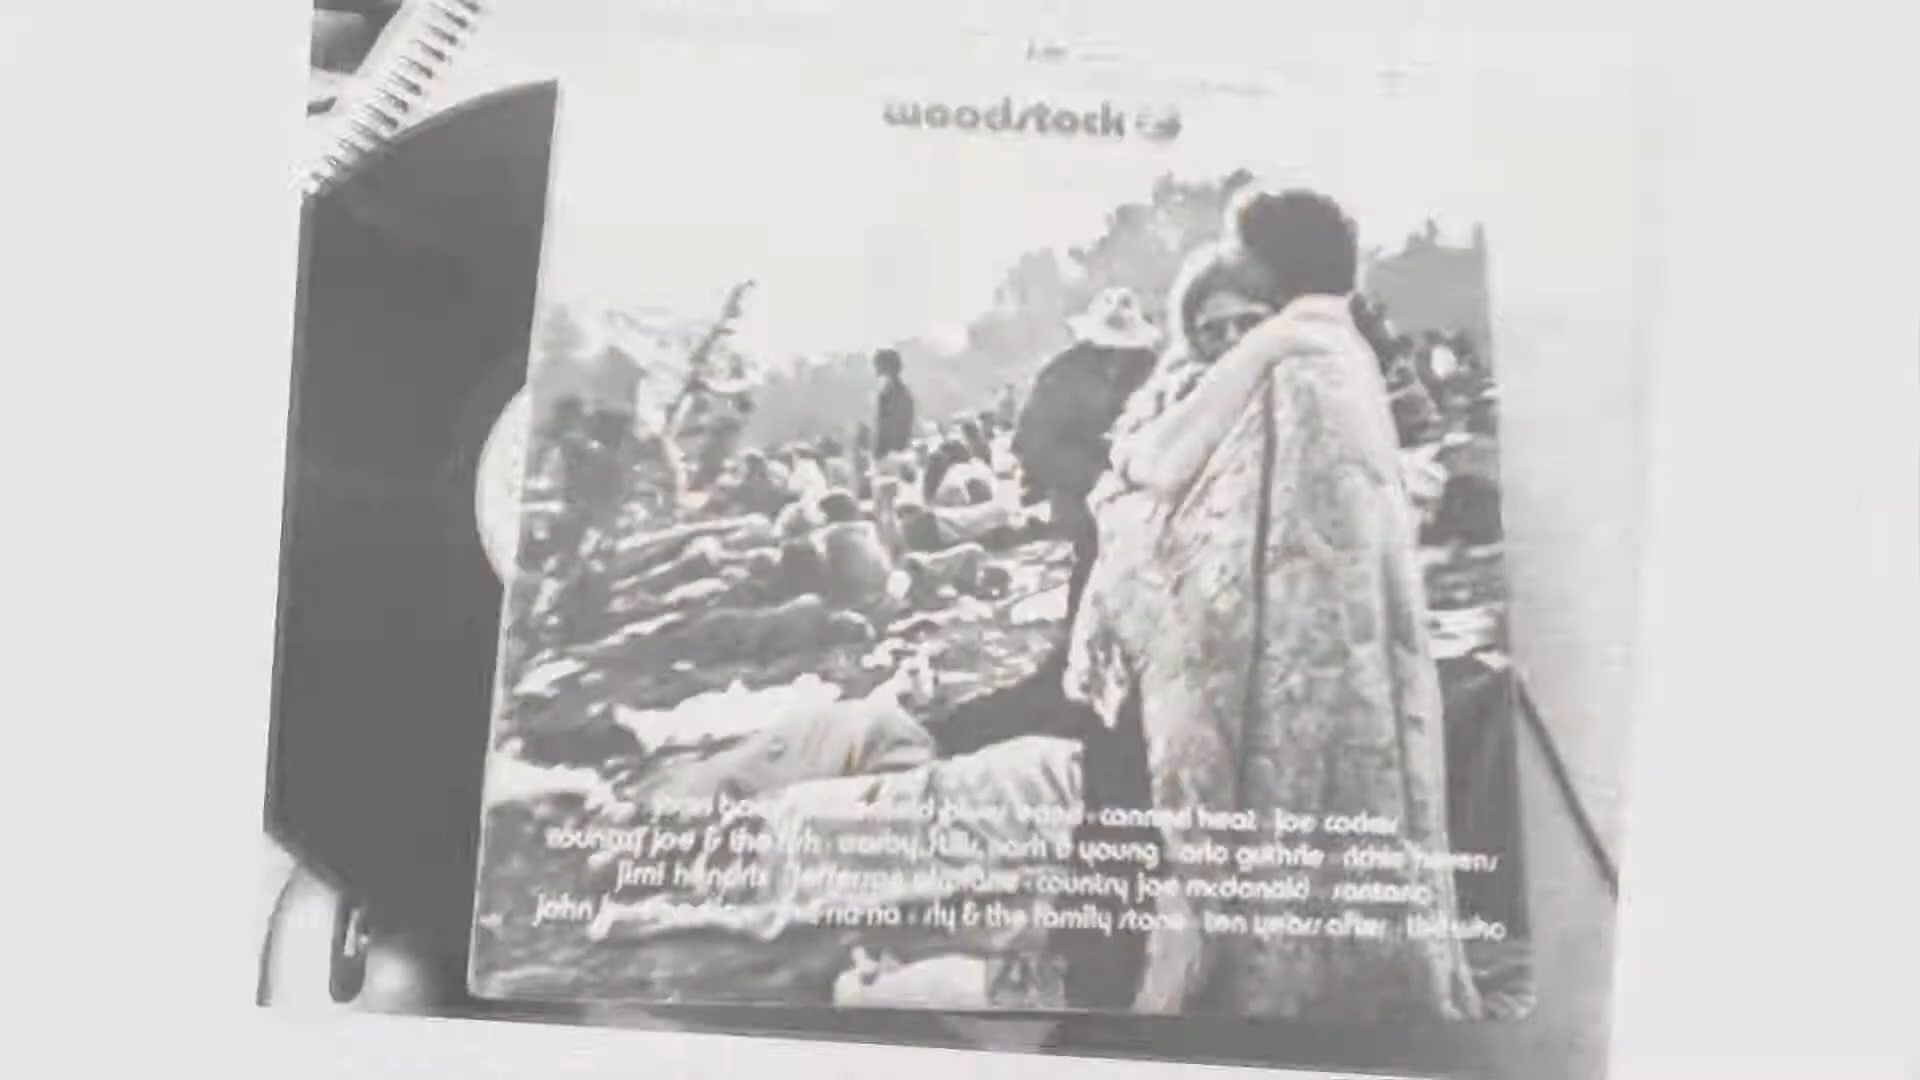 woodstock
canned heat · joe cocker
country joe & the fish · crosby, stills, nash & young · arlo guthrie · richie havens
jimi hendrix · jefferson airplane · country joe mcdonald · santana
john sha-na-na · sly & the family stone · ten years after · the who